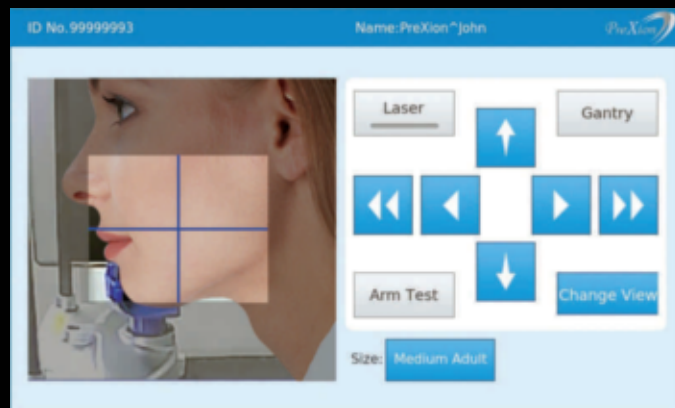 ID No.99999993 Name:PreXion^John PreXion
Laser
Gantry
Arm Test
Change View
Size: Medium Adult